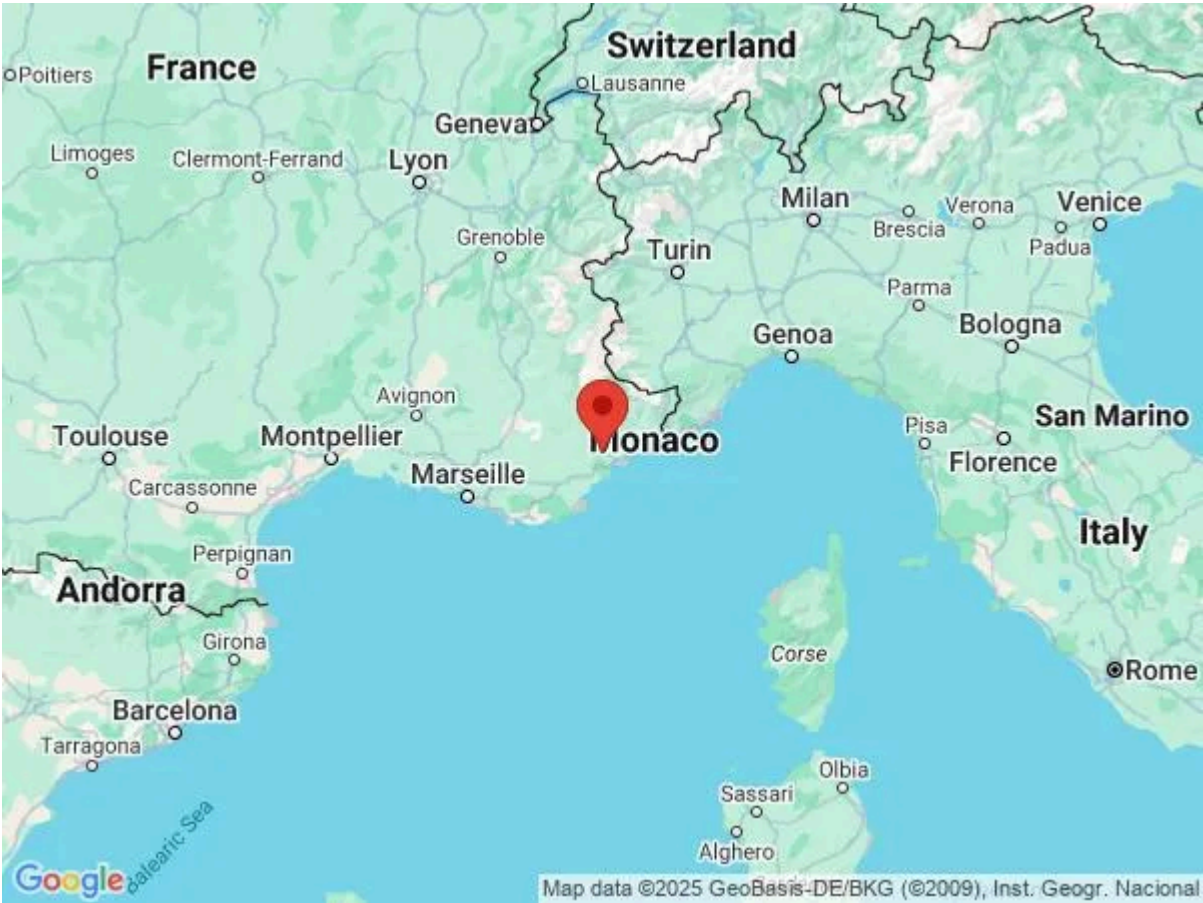 Switzerland
France
Poitiers
Lausanne
Geneva
Limoges
Clermont-Ferrand
Lyon
Milan
Verona
Venice
Brescia
Padua
Grenoble
Turin
Parma
Genoa
Bologna
Avignon
Toulouse
Montpellier
Monaco
Pisa
San Marino
Marseille
Florence
Carcassonne
Italy
Perpignan
Andorra
Girona
Corse
Rome
Barcelona
Tarragona
Olbia
Sassari
Alghero
Balearic Sea
Google
Map data ©2025 GeoBasis-DE/BKG (©2009), Inst. Geogr. Nacional